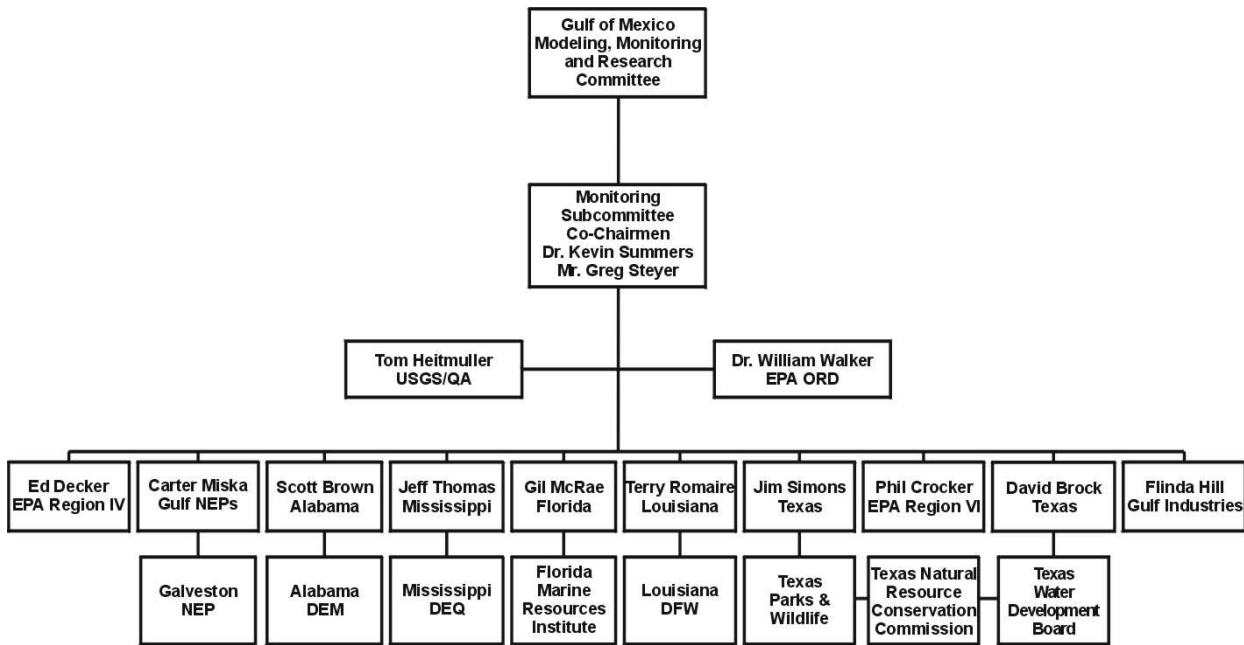 Gulf of Mexico
Modeling, Monitoring
and Research
Committee
Monitoring
Subcommittee
Co-Chairmen
Dr. Kevin Summers
Mr. Greg Steyer
Tom Heitmuller
USGS/QA
Dr. William Walker
EPA ORD
Ed Decker
EPA Region IV
Carter Miska
Gulf NEPs
Scott Brown
Alabama
Jeff Thomas
Mississippi
Gil McRae
Florida
Terry Romaire
Louisiana
Jim Simons
Texas
Phil Crocker
EPA Region VI
David Brock
Texas
Flinda Hill
Gulf Industries
Galveston
NEP
Alabama
DEM
Mississippi
DEQ
Florida
Marine
Resources
Institute
Louisiana
DFW
Texas
Parks &
Wildlife
Texas Natural
Resource
Conservation
Commission
Texas
Water
Development
Board